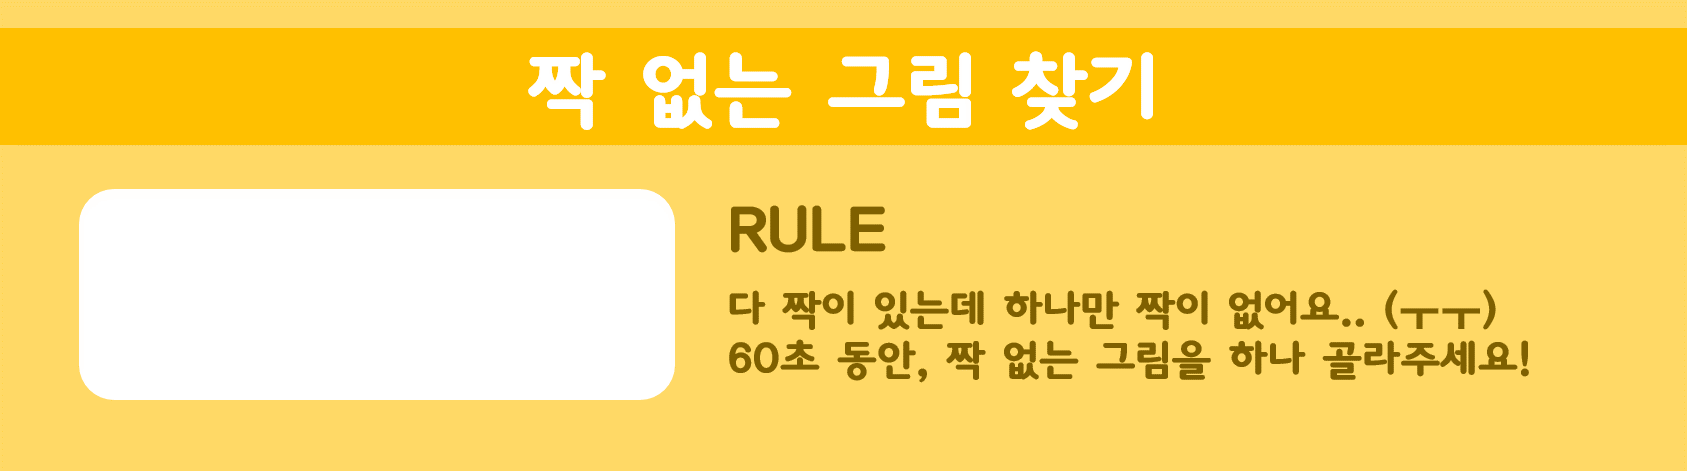 짝 없는 그림 찾기
RULE
다 짝이 있는데 하나만 짝이 없어요.. (ㅜㅜ)
60초 동안, 짝 없는 그림을 하나 골라주세요!